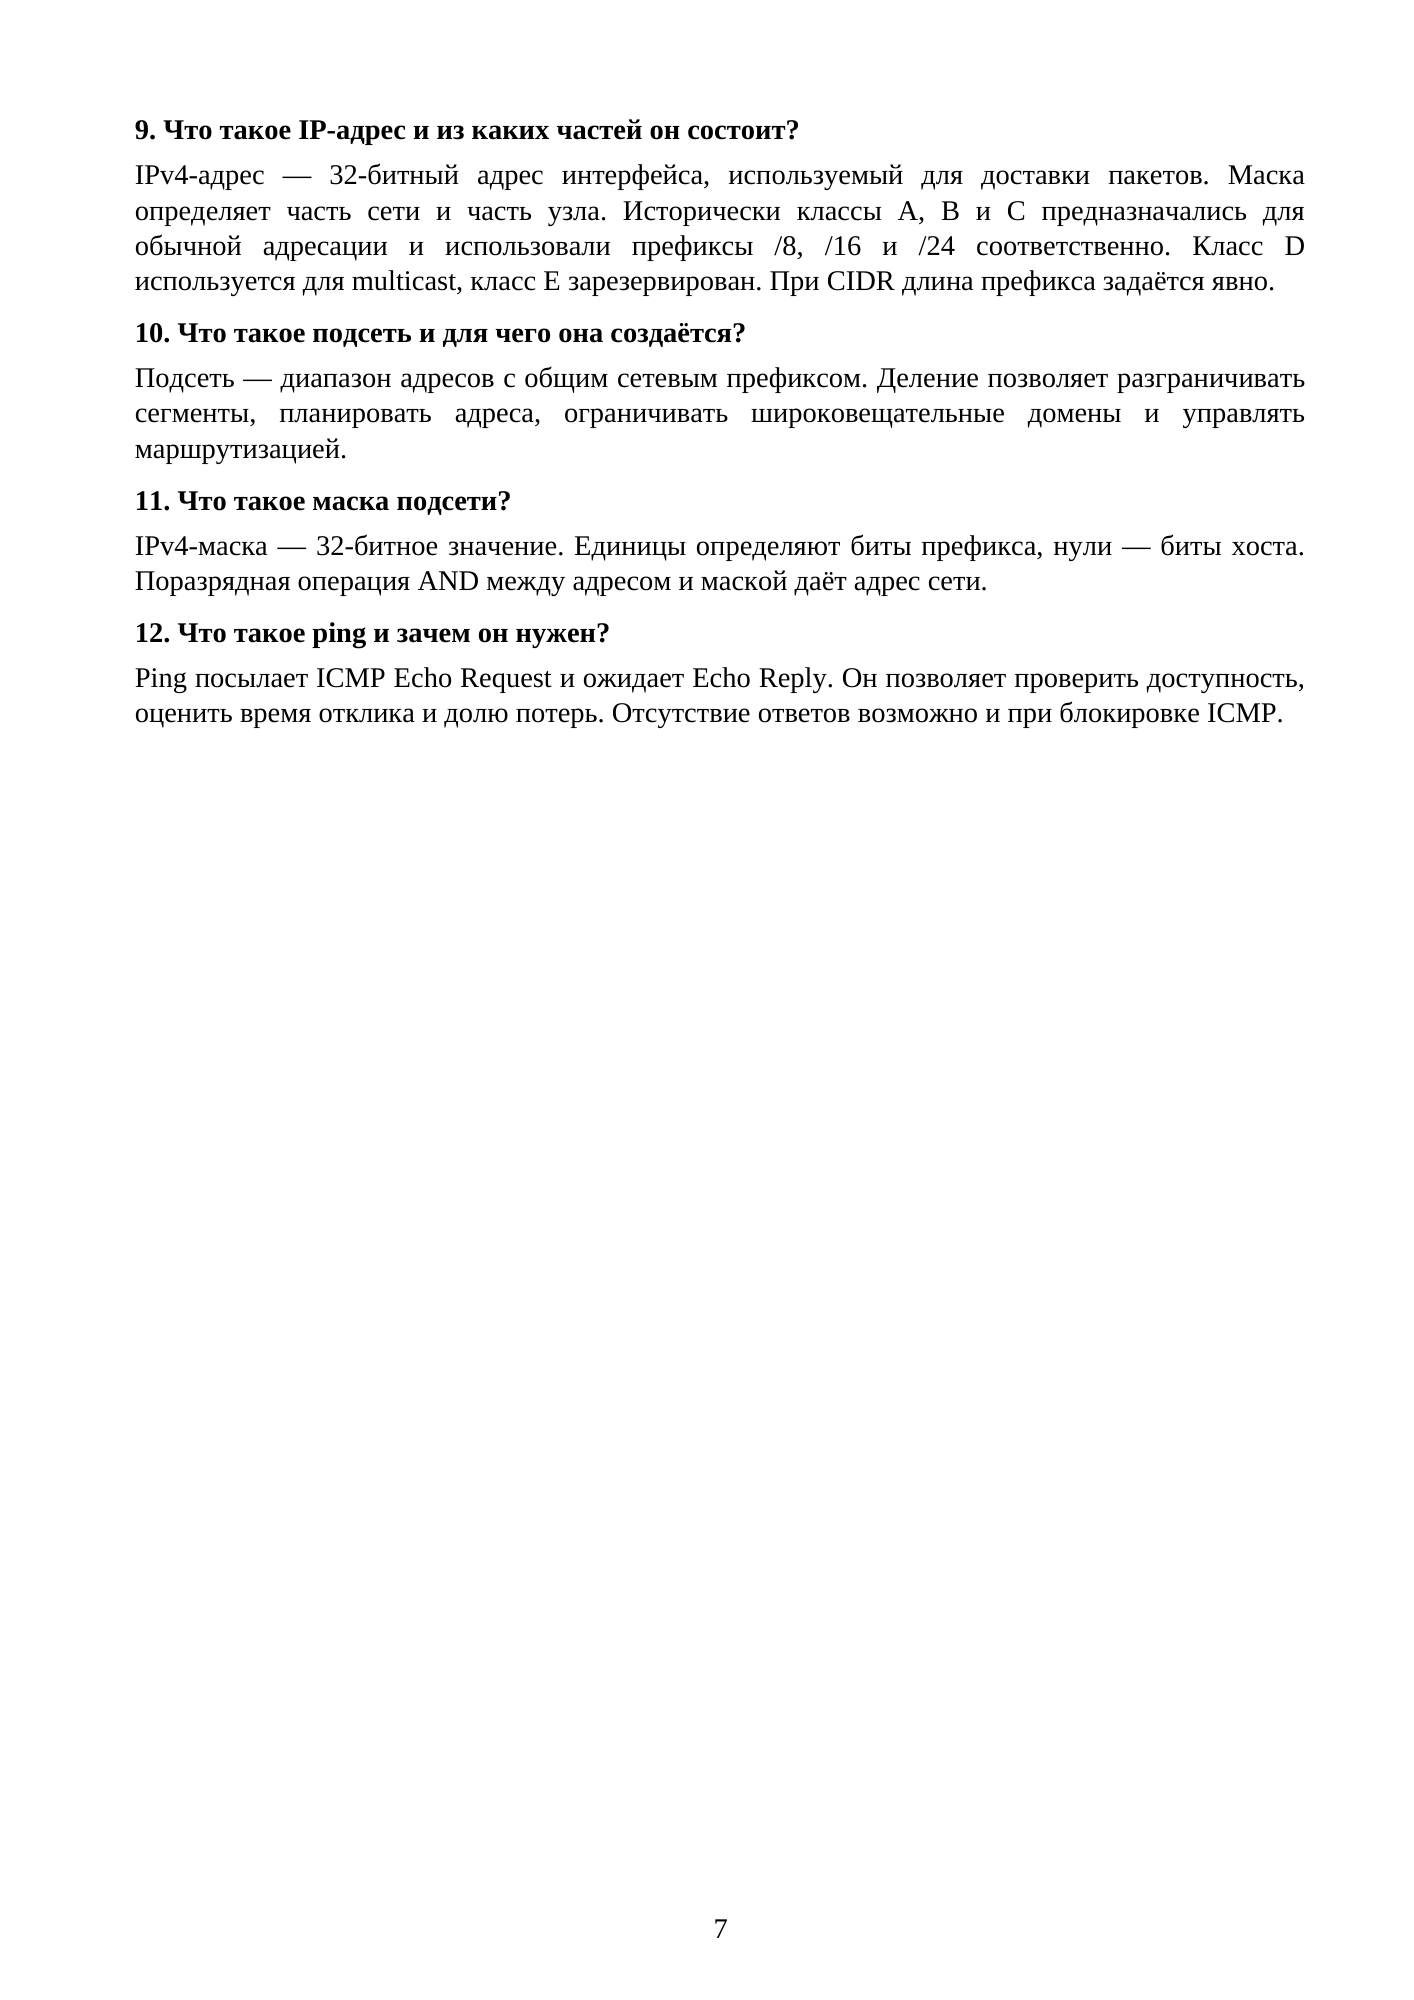 9. Что такое IP-адрес и из каких частей он состоит?
IPv4-адрес — 32-битный адрес интерфейса, используемый для доставки пакетов. Маска
определяет часть сети и часть узла. Исторически классы A, B и C предназначались для
обычной адресации и использовали префиксы /8, /16 и /24 соответственно. Класс D
используется для multicast, класс E зарезервирован. При CIDR длина префикса задаётся явно.
10. Что такое подсеть и для чего она создаётся?
Подсеть — диапазон адресов с общим сетевым префиксом. Деление позволяет разграничивать
сегменты, планировать адреса, ограничивать широковещательные домены и управлять
маршрутизацией.
11. Что такое маска подсети?
IPv4-маска — 32-битное значение. Единицы определяют биты префикса, нули — биты хоста.
Поразрядная операция AND между адресом и маской даёт адрес сети.
12. Что такое ping и зачем он нужен?
Ping посылает ICMP Echo Request и ожидает Echo Reply. Он позволяет проверить доступность,
оценить время отклика и долю потерь. Отсутствие ответов возможно и при блокировке ICMP.
7